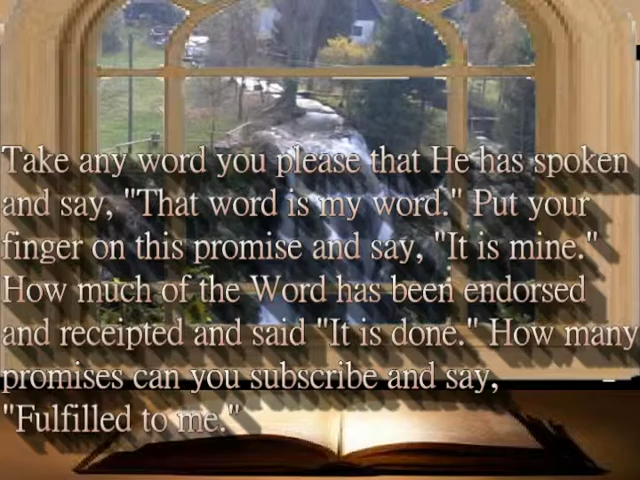 Take any word you please that He has spoken
and say, "That word is my word." Put your
finger on this promise and say, "It is mine."
How much of the Word has been endorsed
and receipted and said "It is done." How many
promises can you subscribe and say,
"Fulfilled to me."